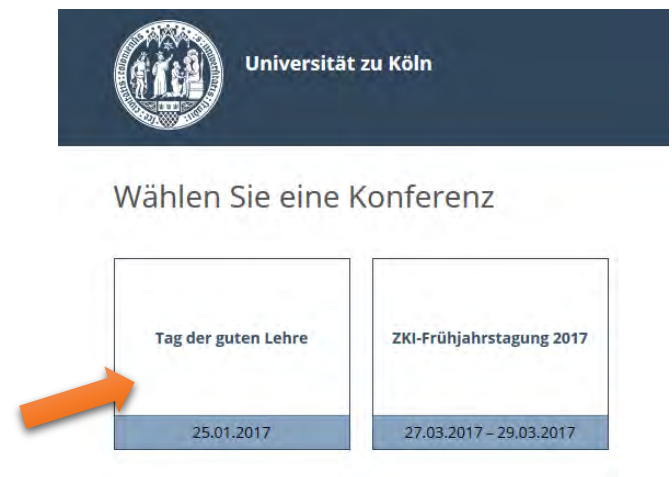 Universität zu Köln
Wählen Sie eine Konferenz
Tag der guten Lehre
ZKI-Frühjahrstagung 2017
25.01.2017
27.03.2017 – 29.03.2017